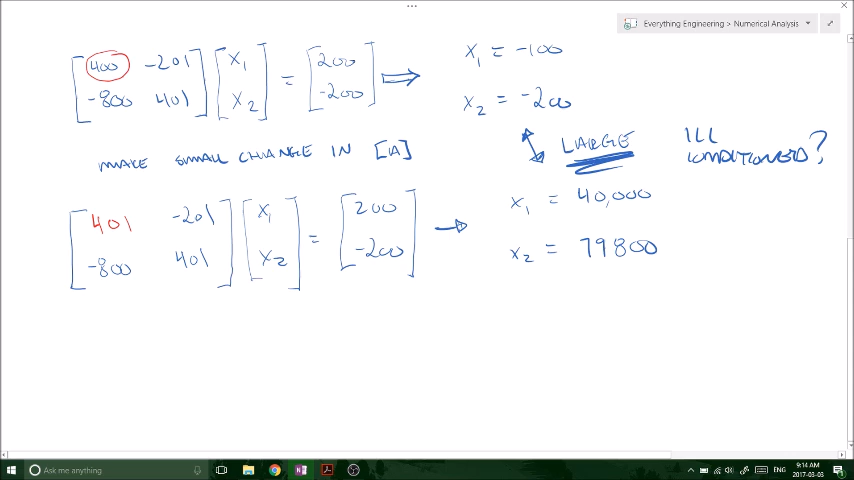 Everything Engineering > Numerical Analysis
400 -201 x1 = 200 x1 = -100
-800 401 x2 -200 x2 = -200
MAKE SMALL CHANGE IN [A]
LARGE
ILL
CONDITIONED?
401 -201 x1 = 200 x1 = 40,000
-800 401 x2 -200 x2 = 79800
Ask me anything
ENG
9:14 AM
2017-03-03